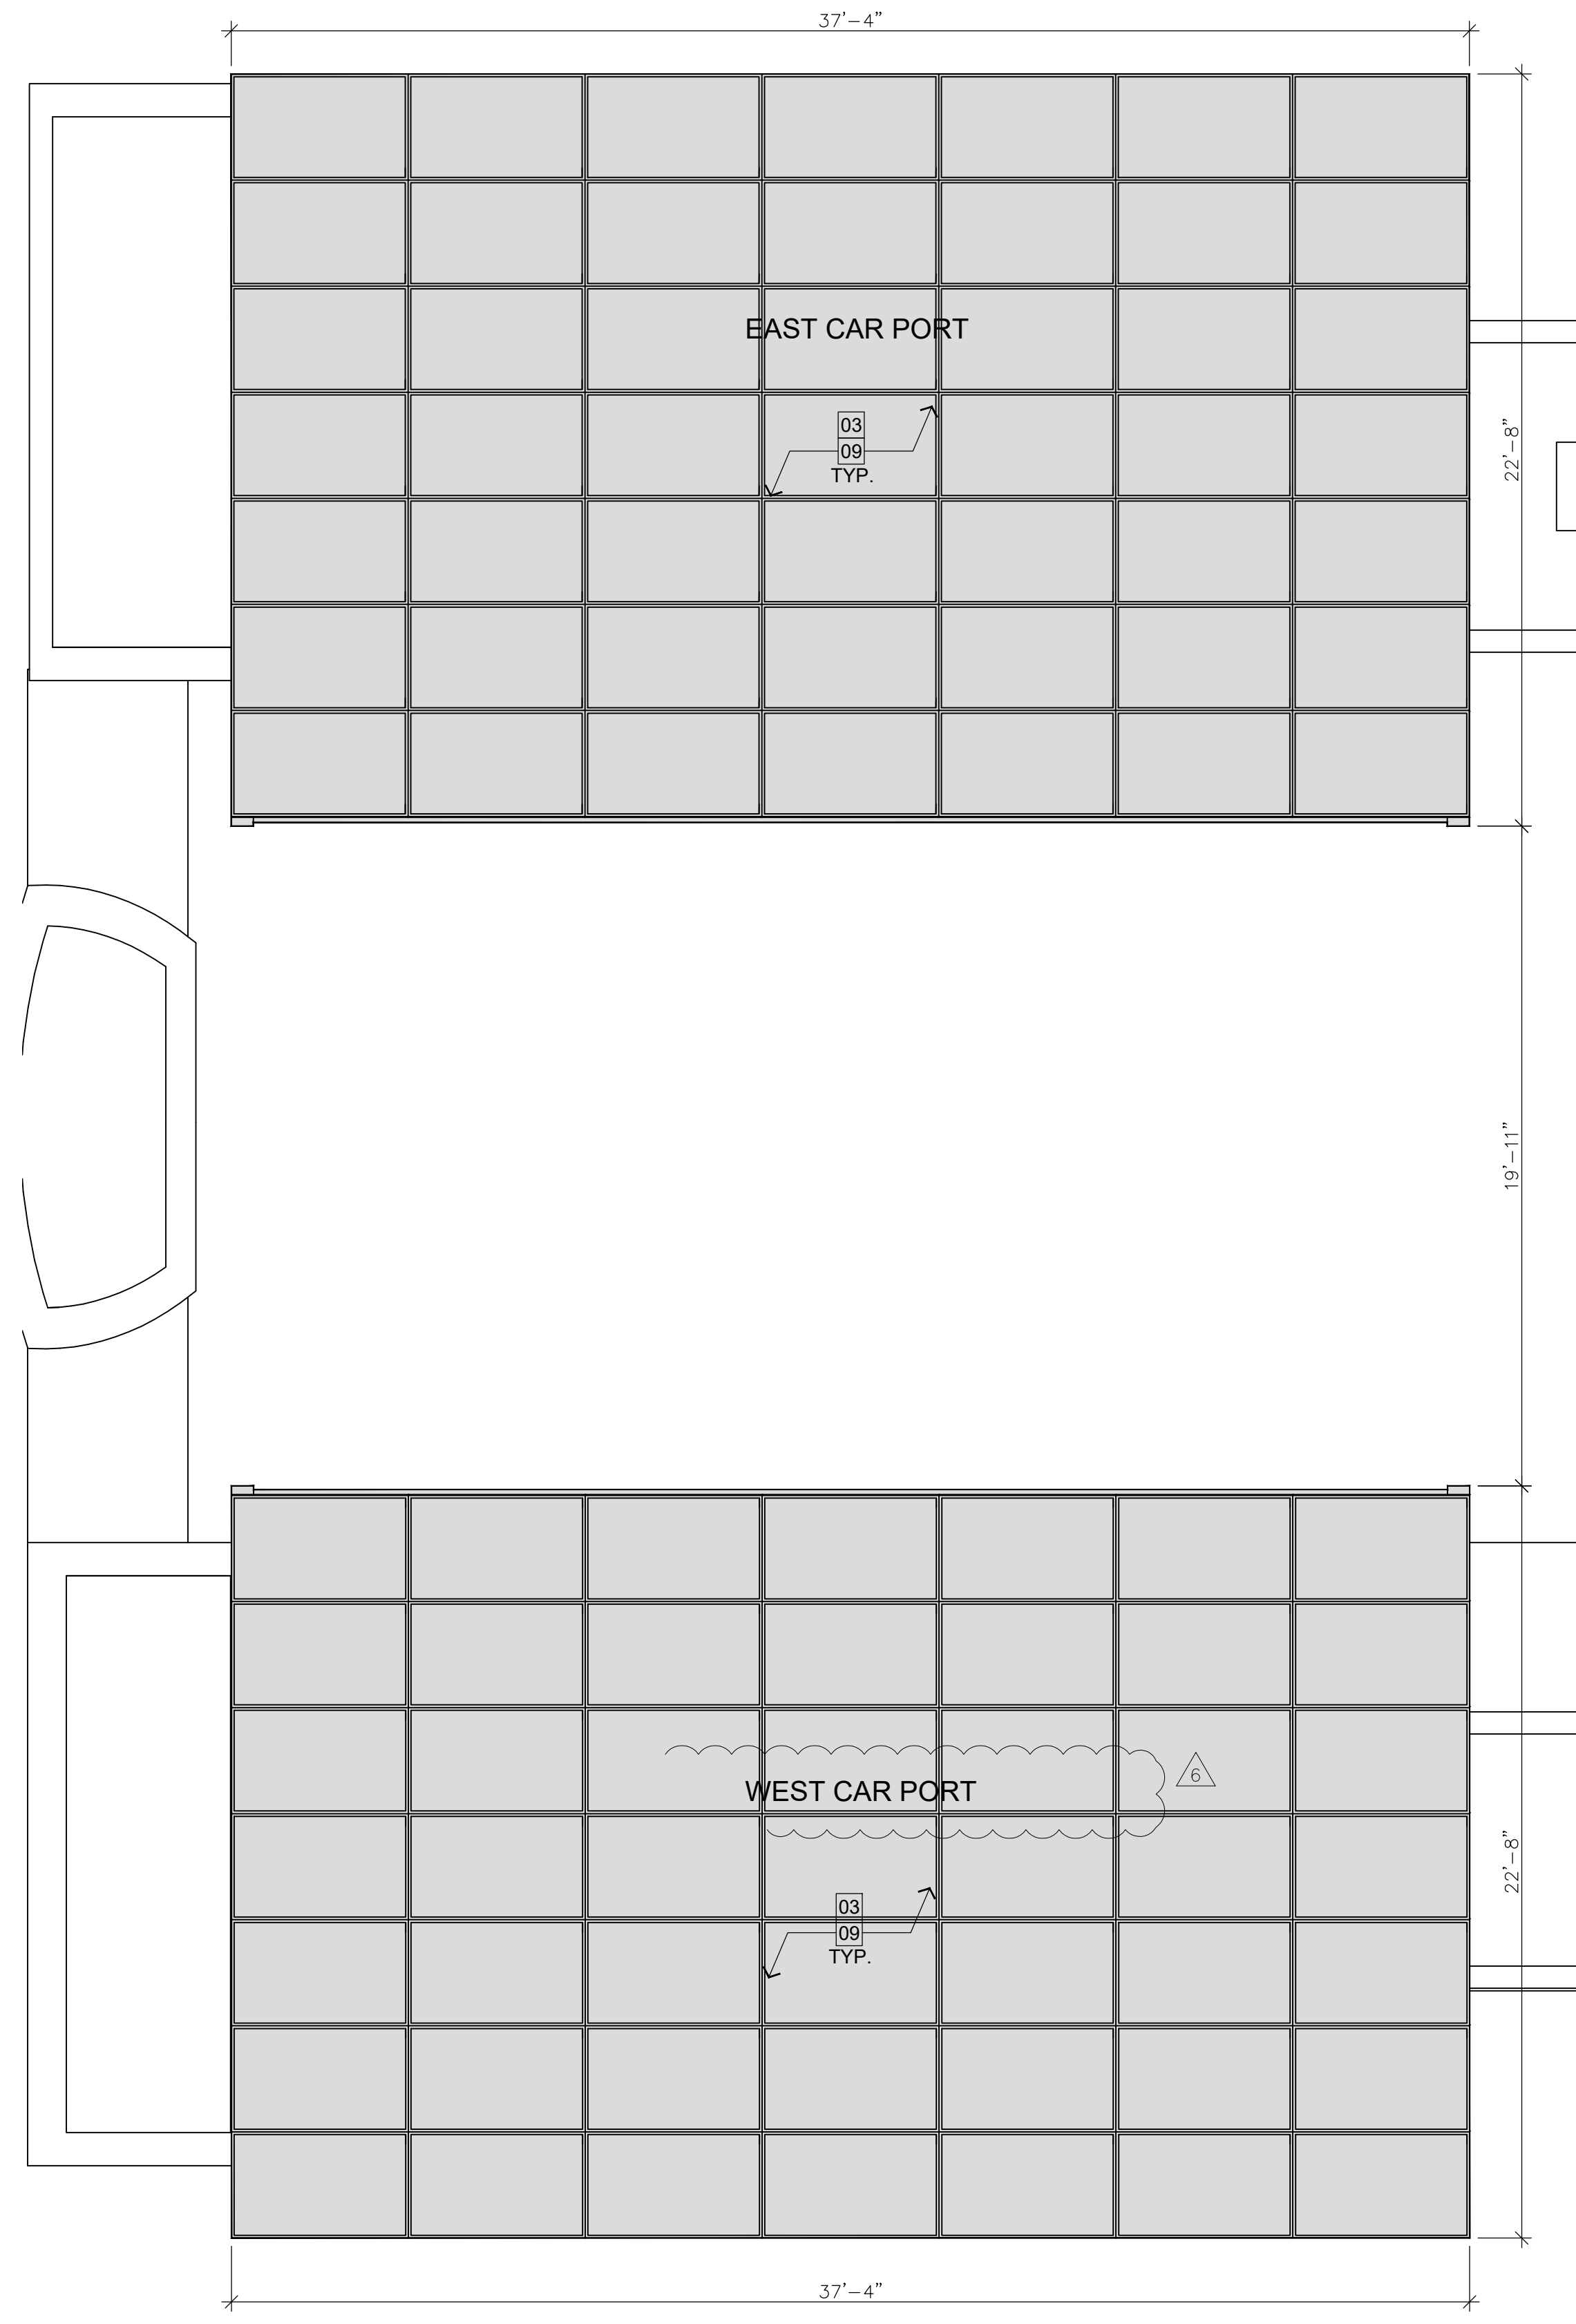 37'-4"
EAST CAR PORT
03
09
TYP.
22'-8"
19'-11"
WEST CAR PORT
6
03
09
TYP.
22'-8"
37'-4"